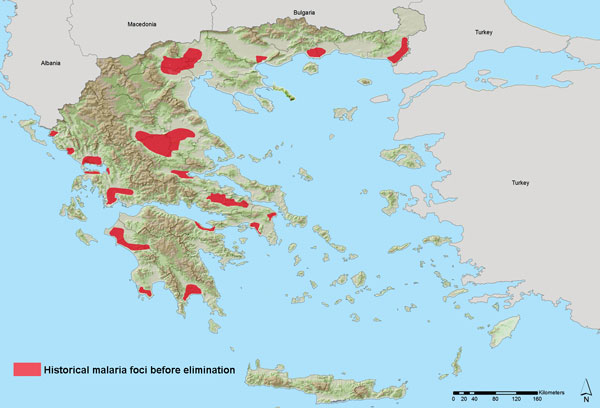 Bulgaria
Macedonia
Turkey
Albania
Turkey
Historical malaria foci before elimination
Kilometers
0 20 40 80 120 160
N